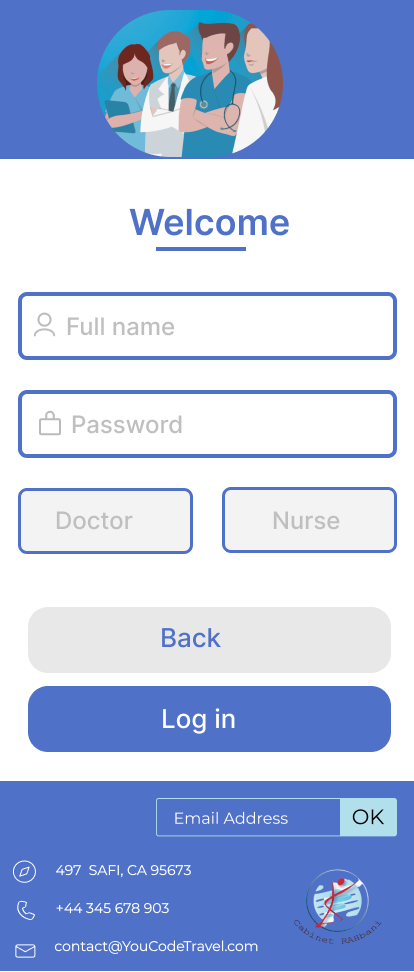 Welcome
Full name
Password
Doctor
Nurse
Back
Log in
Email Address
OK
497 SAFI, CA 95673
+44 345 678 903
contact@YouCodeTravel.com
Cabinet RAHbani